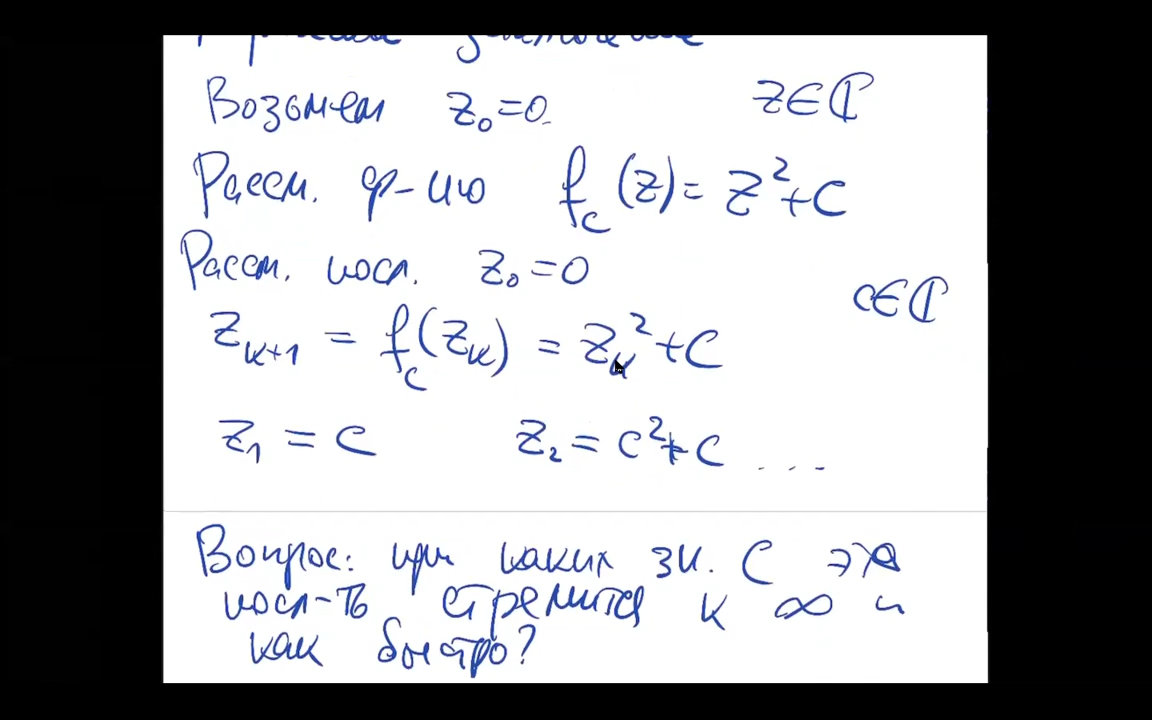 Возьмем z₀=0. z∈ℂ
Рассм. ф-ию f_c(z)= z²+c
Рассм. посл. z₀=0
c∈ℂ
z_{k+1} = f_c(z_k) = z_k²+c
z₁ = c z₂ = c²+c ....
Вопрос: при каких зн. C эта
посл-ть стремится к ∞ и
как быстро?